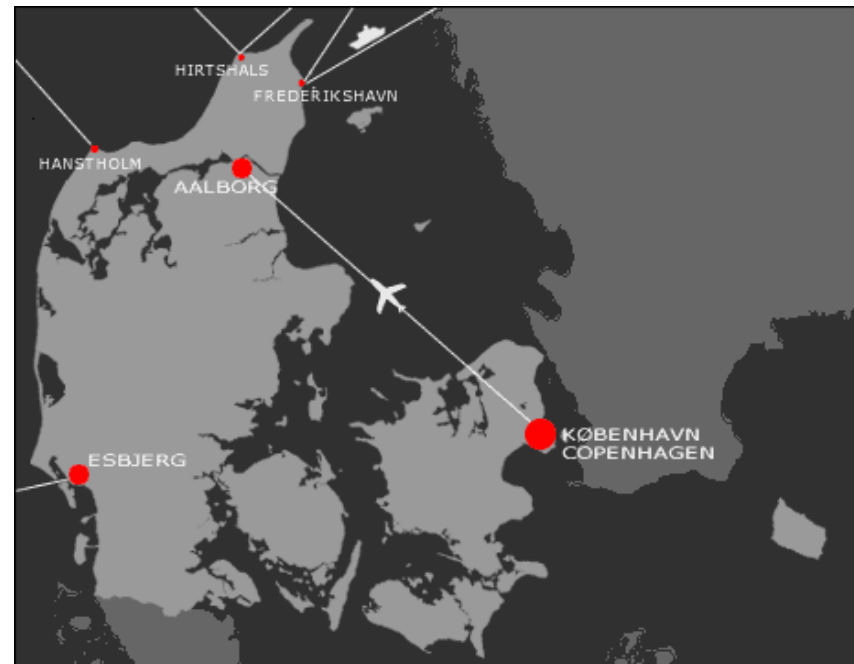 HIRTSHALS
FREDERIKSHAVN
HANSTHOLM
AALBORG
KØBENHAVN
COPENHAGEN
ESBJERG